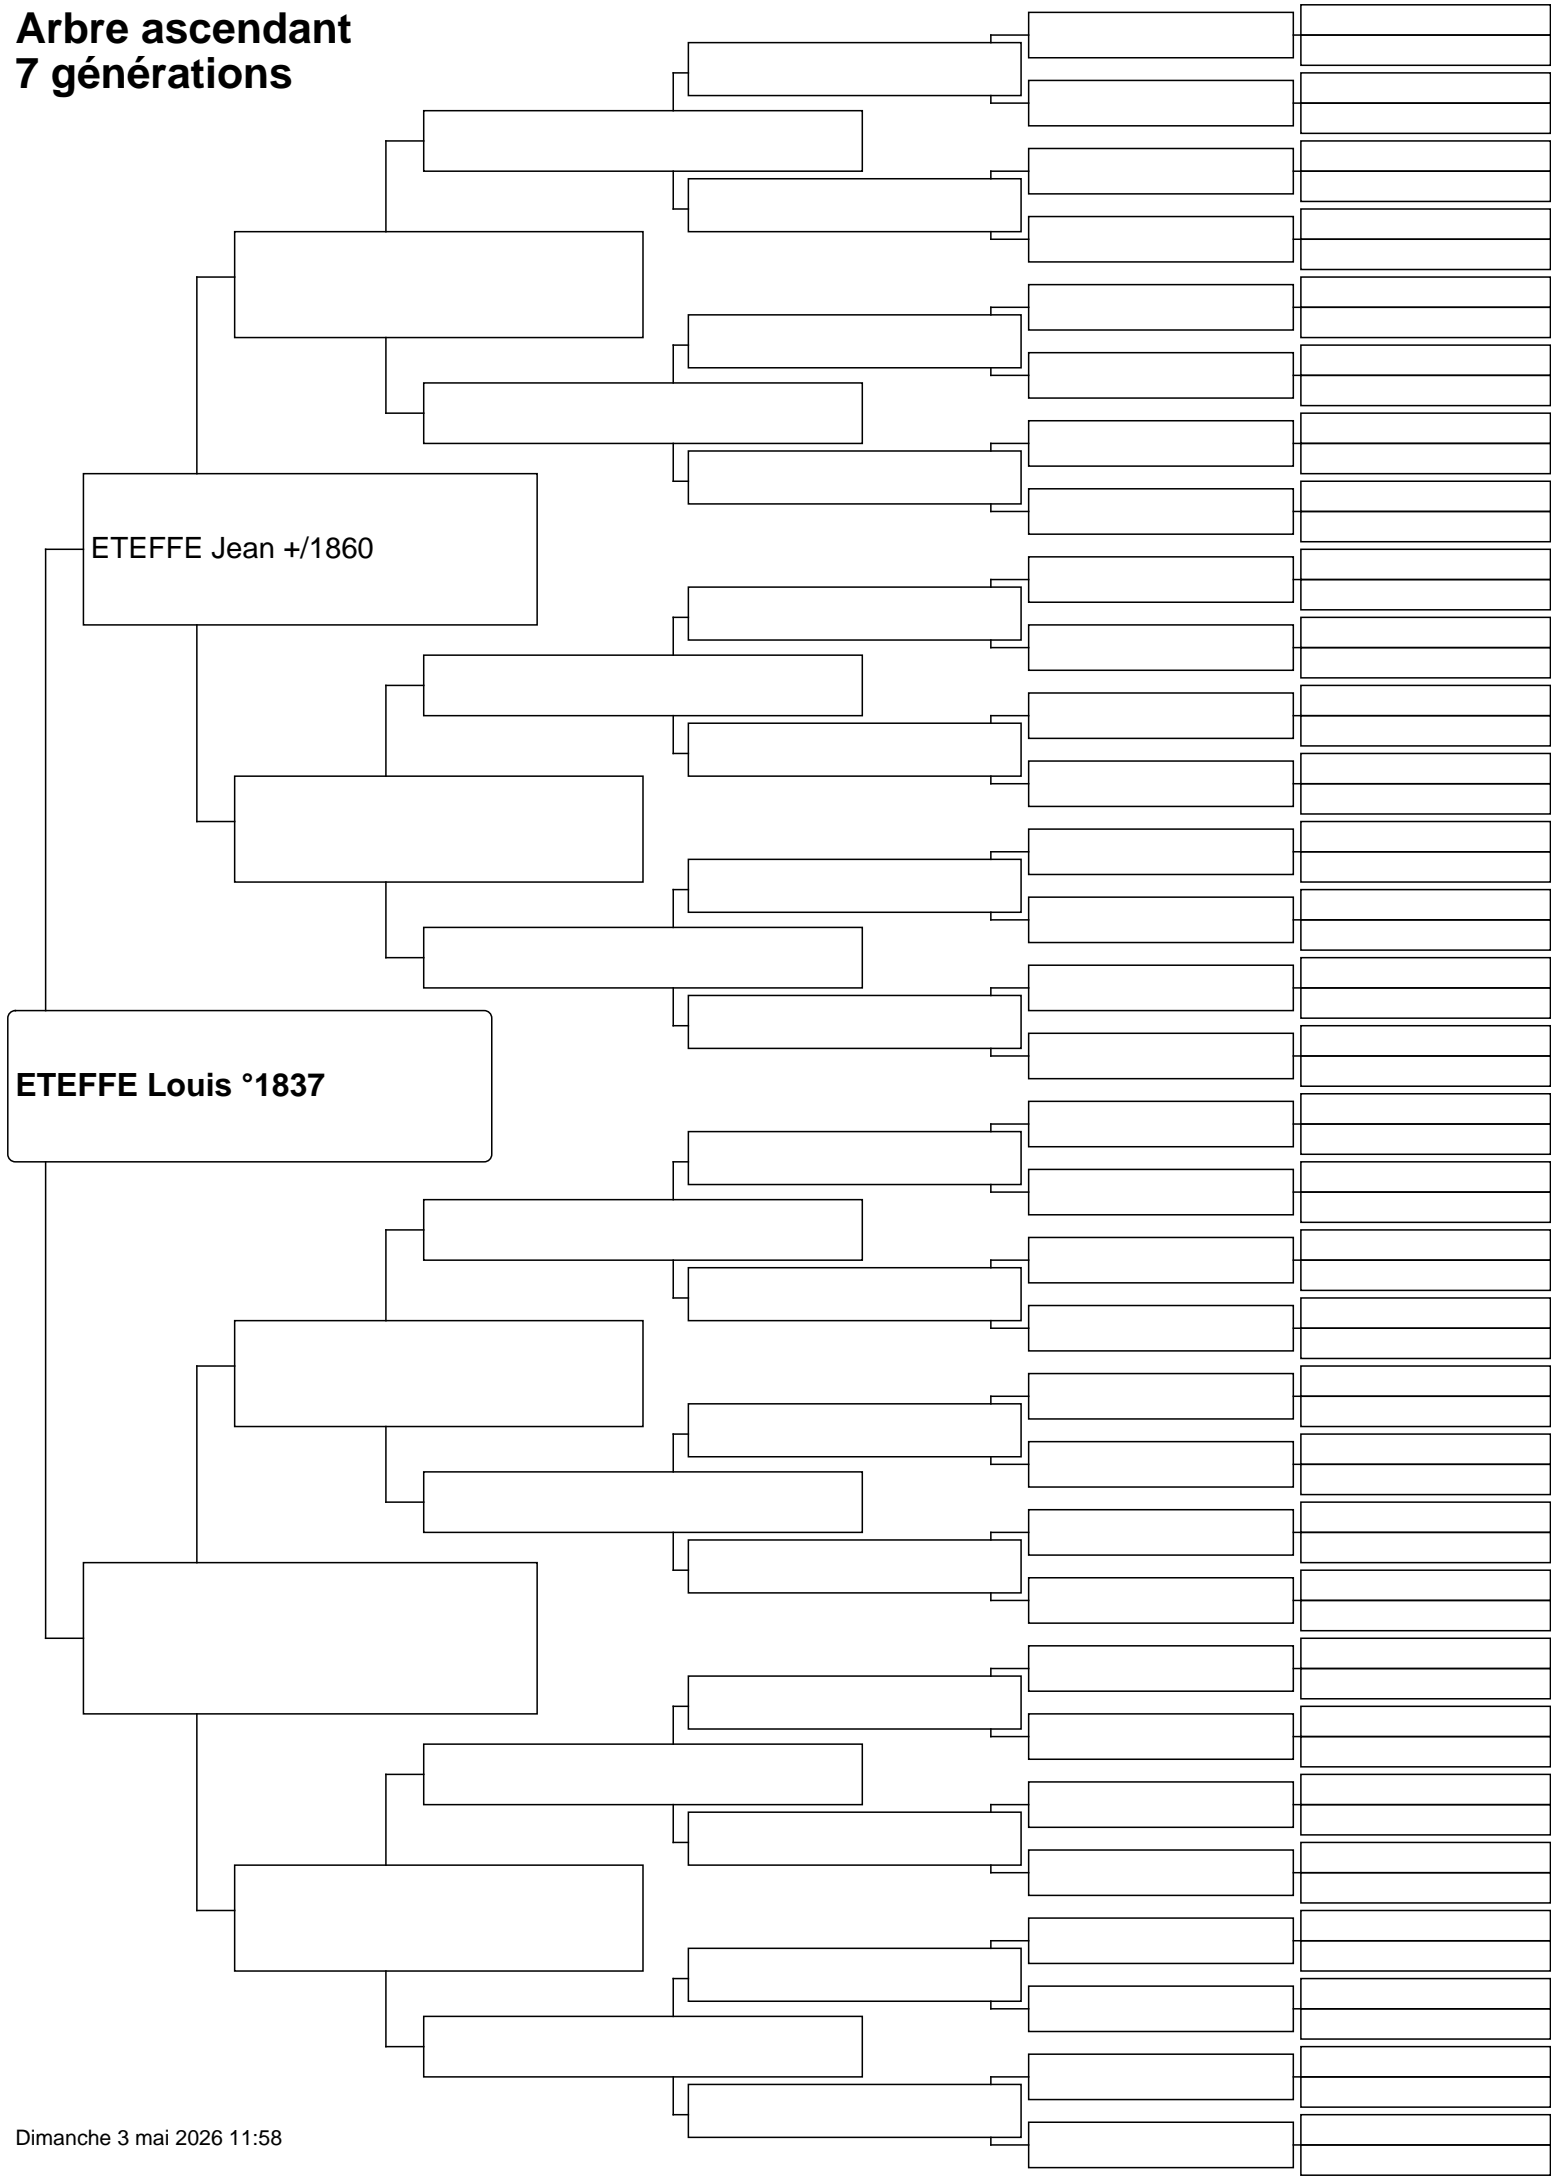 Arbre ascendant
7 générations
ETEFFE Jean +/1860
ETEFFE Louis °1837
Dimanche 3 mai 2026 11:58